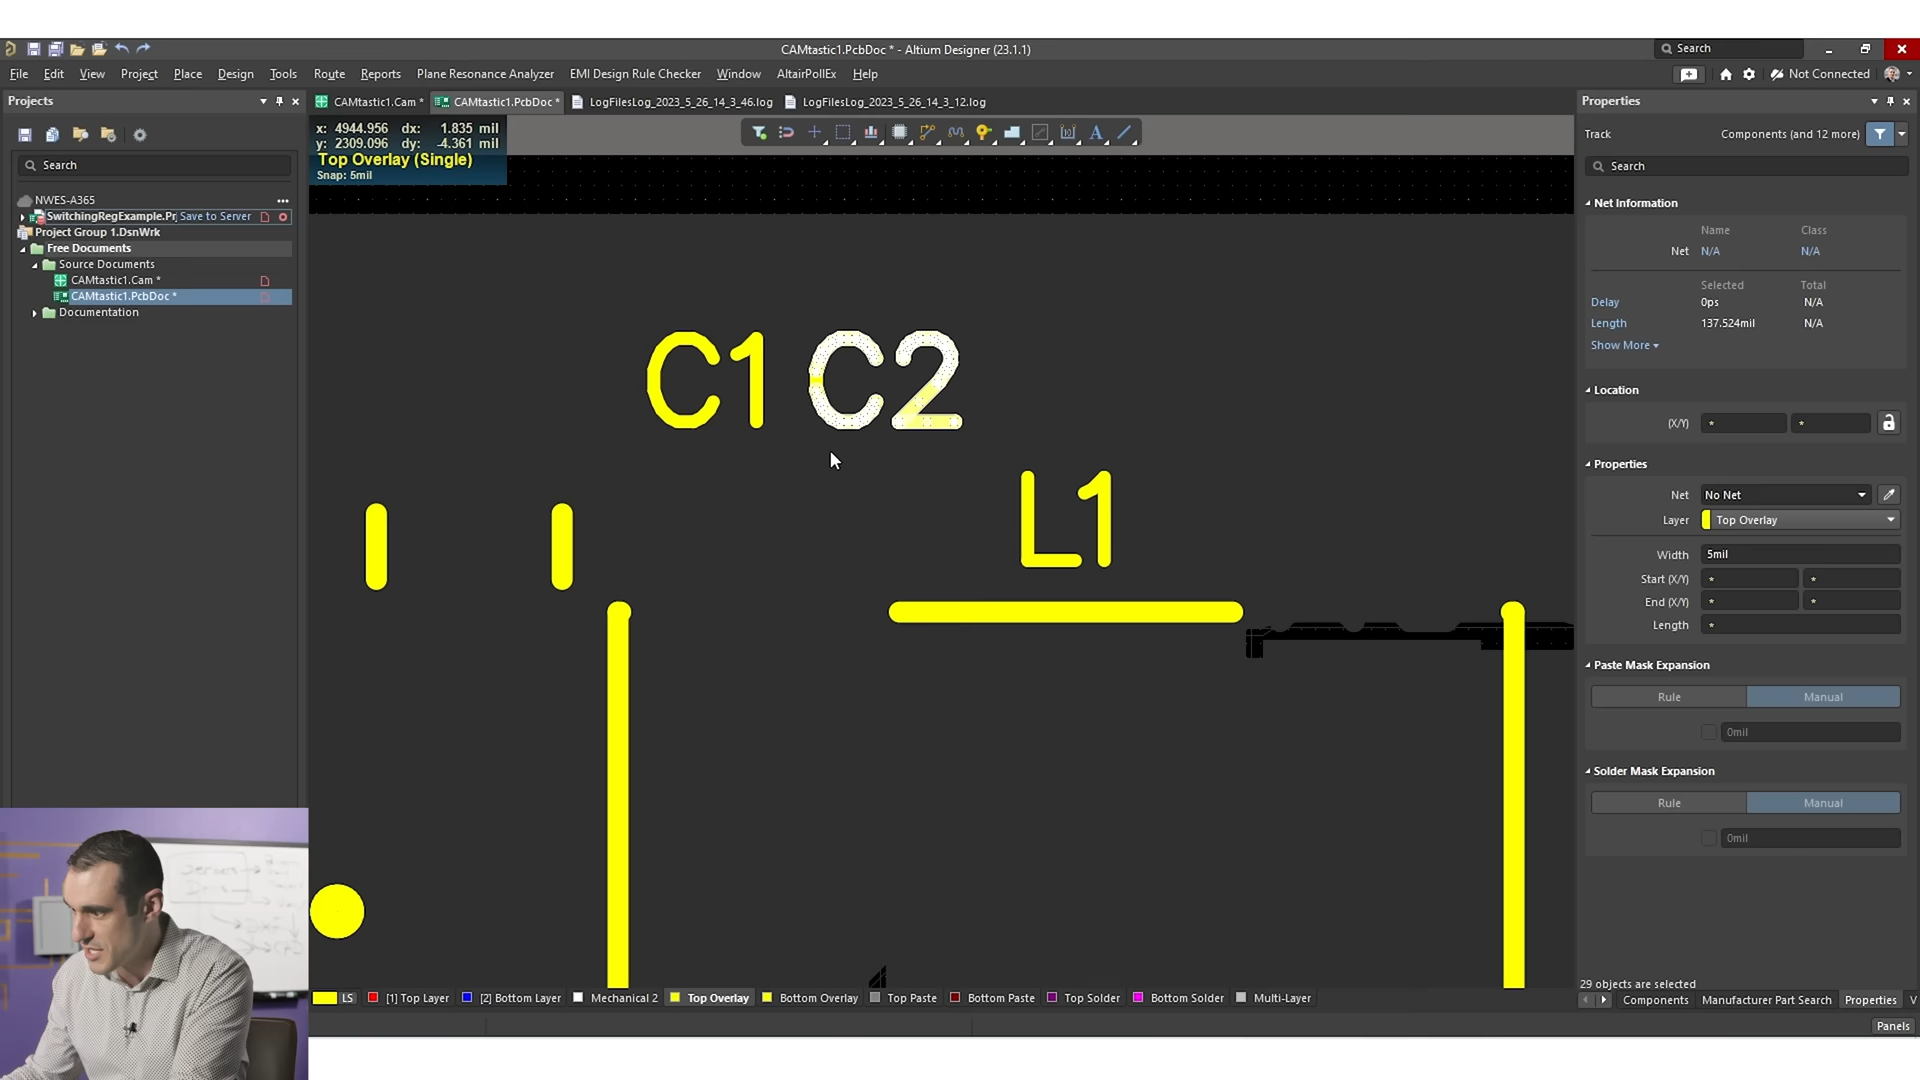 CAMtastic1.PcbDoc * - Altium Designer (23.1.1)
Search
File Edit View Project Place Design Tools Route Reports Plane Resonance Analyzer EMI Design Rule Checker Window AltairPollEx Help
Not Connected
Projects
CAMtastic1.Cam *
CAMtastic1.PcbDoc *
LogFilesLog_2023_5_26_14_3_46.log
LogFilesLog_2023_5_26_14_3_12.log
Properties
x: 4944.956 dx: 1.835 mil
y: 2309.096 dy: -4.361 mil
Top Overlay (Single)
Snap: 5mil
Search
NWES-A365
SwitchingRegExample.Pr Save to Server
Project Group 1.DsnWrk
Free Documents
Source Documents
CAMtastic1.Cam *
CAMtastic1.PcbDoc *
Documentation
C1 C2
L1
Track Components (and 12 more)
Search
Net Information
Name Class
Net N/A N/A
Selected Total
Delay 0ps N/A
Length 137.524mil N/A
Show More
Location
(X/Y) * *
Properties
Net No Net
Layer Top Overlay
Width 5mil
Start (X/Y) * *
End (X/Y) * *
Length *
Paste Mask Expansion
Rule Manual
0mil
Solder Mask Expansion
Rule Manual
0mil
29 objects are selected
LS [1] Top Layer [2] Bottom Layer Mechanical 2 Top Overlay Bottom Overlay Top Paste Bottom Paste Top Solder Bottom Solder Multi-Layer
Components Manufacturer Part Search Properties V
Panels